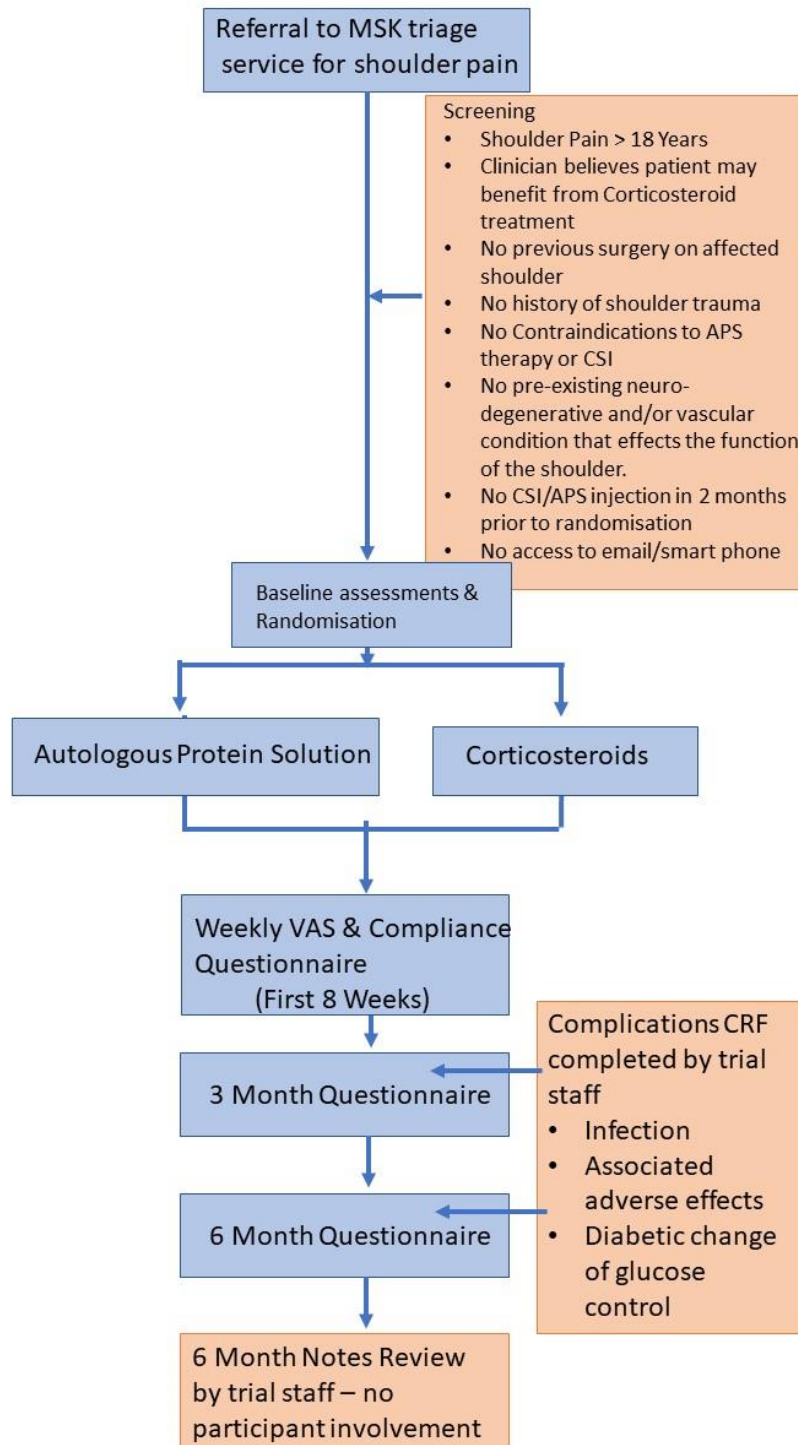 Referral to MSK triage
service for shoulder pain
Screening
• Shoulder Pain > 18 Years
• Clinician believes patient may
benefit from Corticosteroid
treatment
• No previous surgery on affected
shoulder
• No history of shoulder trauma
• No Contraindications to APS
therapy or CSI
• No pre-existing neuro-
degenerative and/or vascular
condition that effects the function
of the shoulder.
• No CSI/APS injection in 2 months
prior to randomisation
• No access to email/smart phone
Baseline assessments &
Randomisation
Autologous Protein Solution
Corticosteroids
Weekly VAS & Compliance
Questionnaire
(First 8 Weeks)
3 Month Questionnaire
6 Month Questionnaire
Complications CRF
completed by trial
staff
• Infection
• Associated
adverse effects
• Diabetic change
of glucose
control
6 Month Notes Review
by trial staff – no
participant involvement